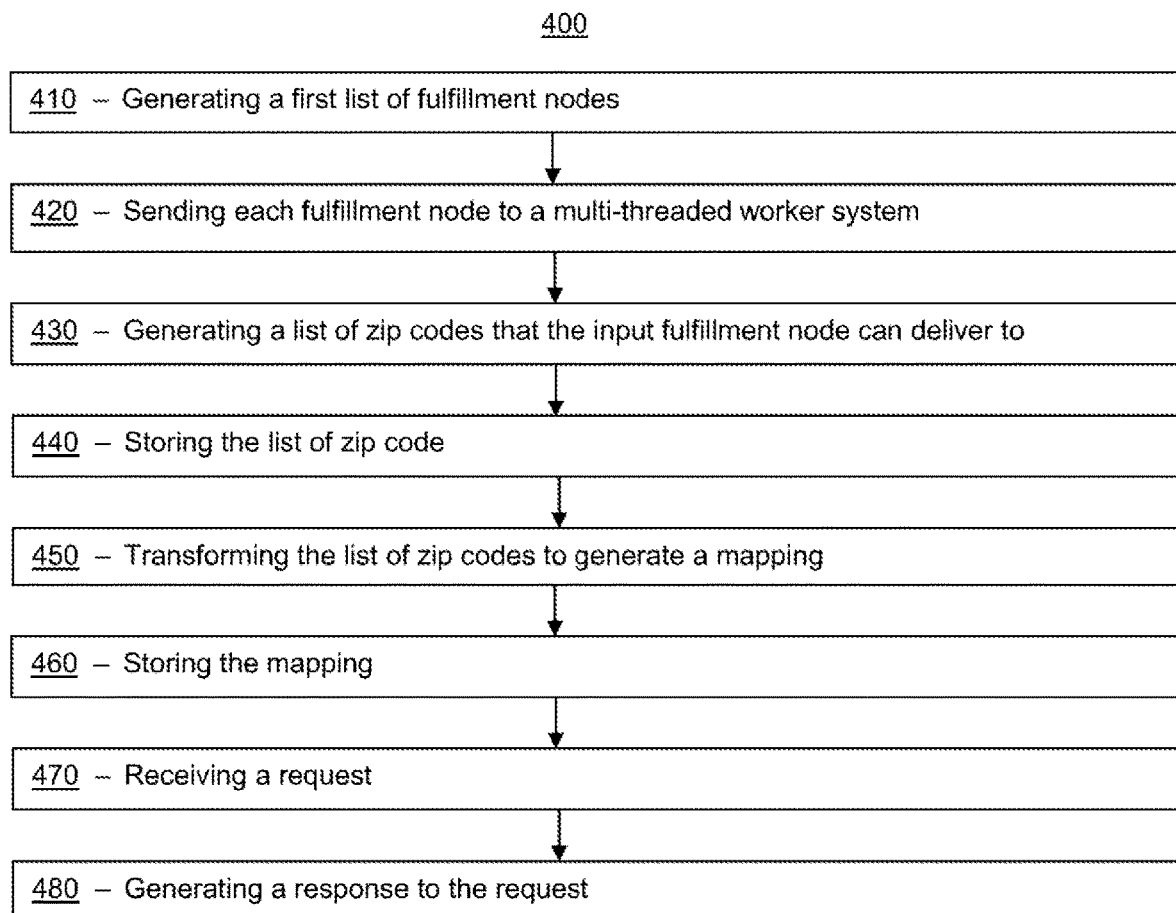 400
410 – Generating a first list of fulfillment nodes
420 – Sending each fulfillment node to a multi-threaded worker system
430 – Generating a list of zip codes that the input fulfillment node can deliver to
440 – Storing the list of zip code
450 – Transforming the list of zip codes to generate a mapping
460 – Storing the mapping
470 – Receiving a request
480 – Generating a response to the request